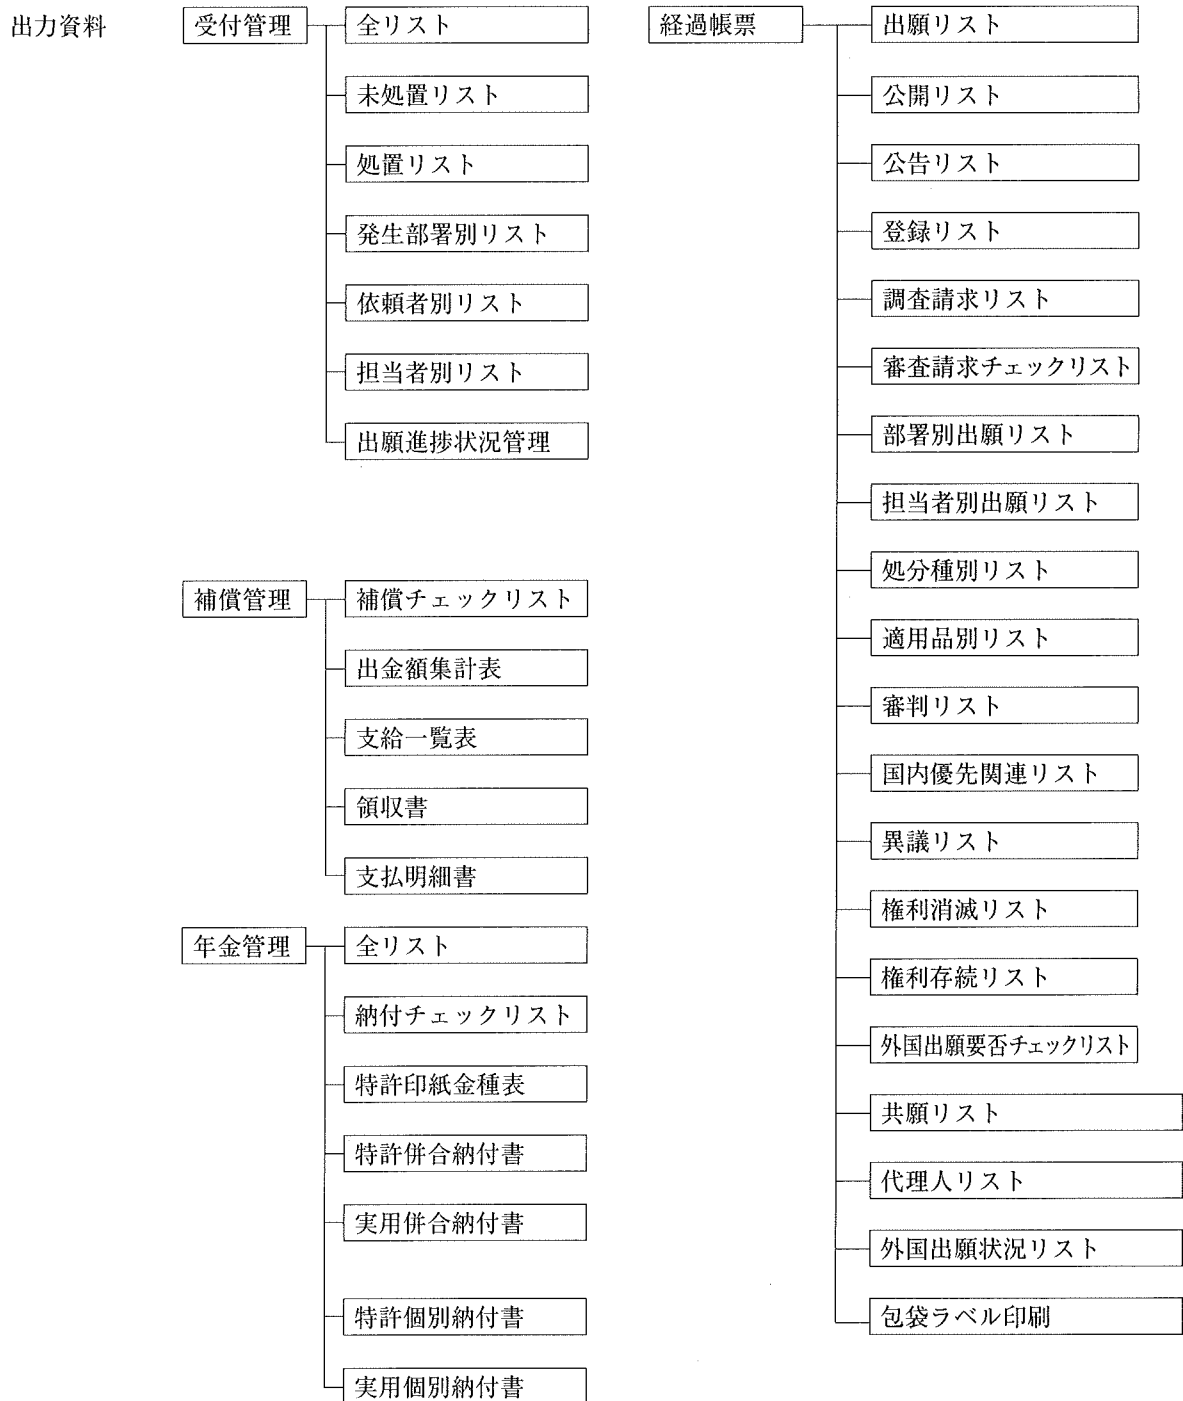 出力資料
受付管理
全リスト
未処置リスト
処置リスト
発生部署別リスト
依頼者別リスト
担当者別リスト
出願進捗状況管理
補償管理
補償チェックリスト
出金額集計表
支給一覧表
領収書
支払明細書
年金管理
全リスト
納付チェックリスト
特許印紙金種表
特許併合納付書
実用併合納付書
特許個別納付書
実用個別納付書
経過帳票
出願リスト
公開リスト
公告リスト
登録リスト
調査請求リスト
審査請求チェックリスト
部署別出願リスト
担当者別出願リスト
処分種別リスト
適用品別リスト
審判リスト
国内優先関連リスト
異議リスト
権利消滅リスト
権利存続リスト
外国出願要否チェックリスト
共願リスト
代理人リスト
外国出願状況リスト
包袋ラベル印刷